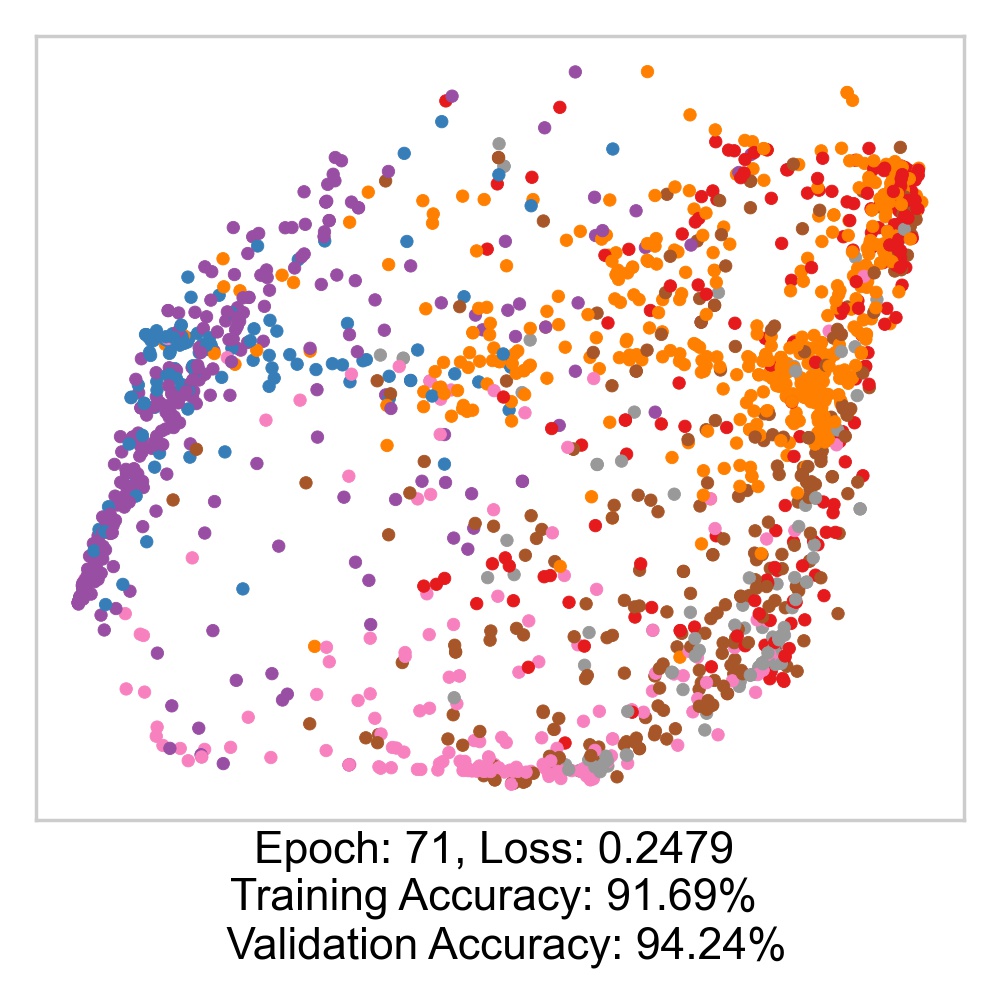 Epoch: 71, Loss: 0.2479
Training Accuracy: 91.69%
Validation Accuracy: 94.24%